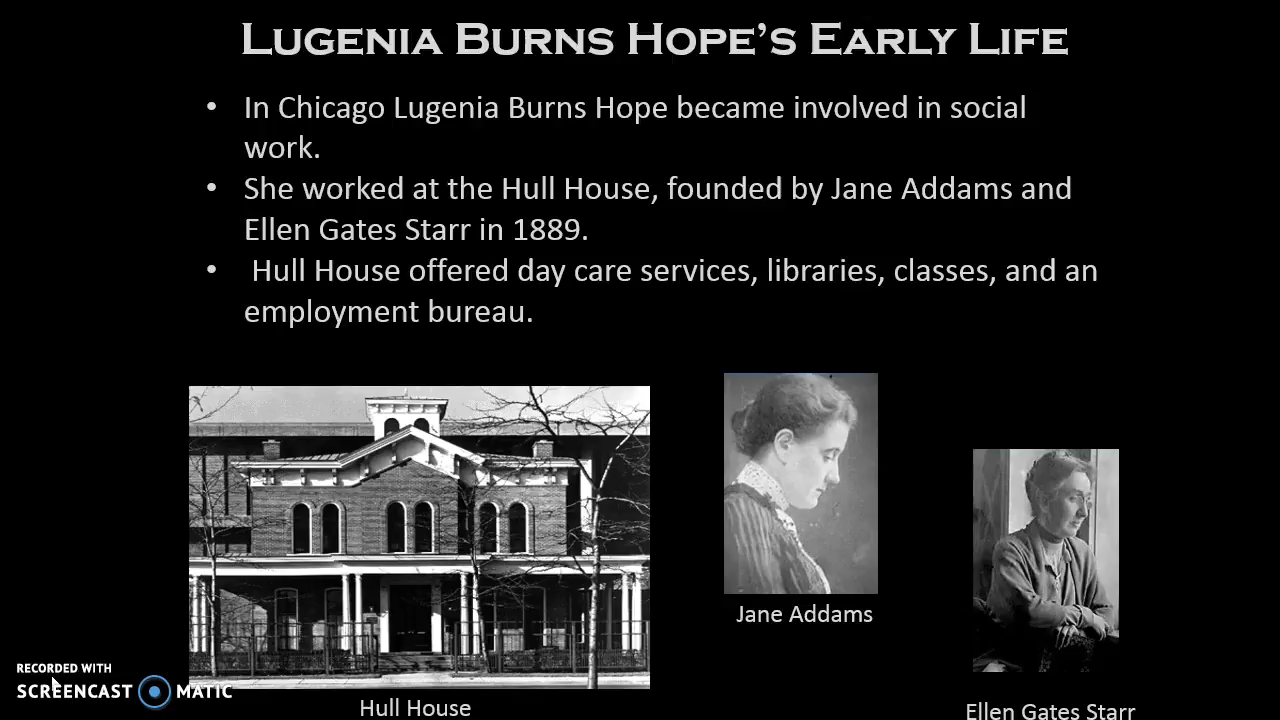 LUGENIA BURNS HOPE'S EARLY LIFE
• In Chicago Lugenia Burns Hope became involved in social
work.
• She worked at the Hull House, founded by Jane Addams and
Ellen Gates Starr in 1889.
• Hull House offered day care services, libraries, classes, and an
employment bureau.
Jane Addams
Hull House
Ellen Gates Starr
RECORDED WITH
SCREENCAST MATIC